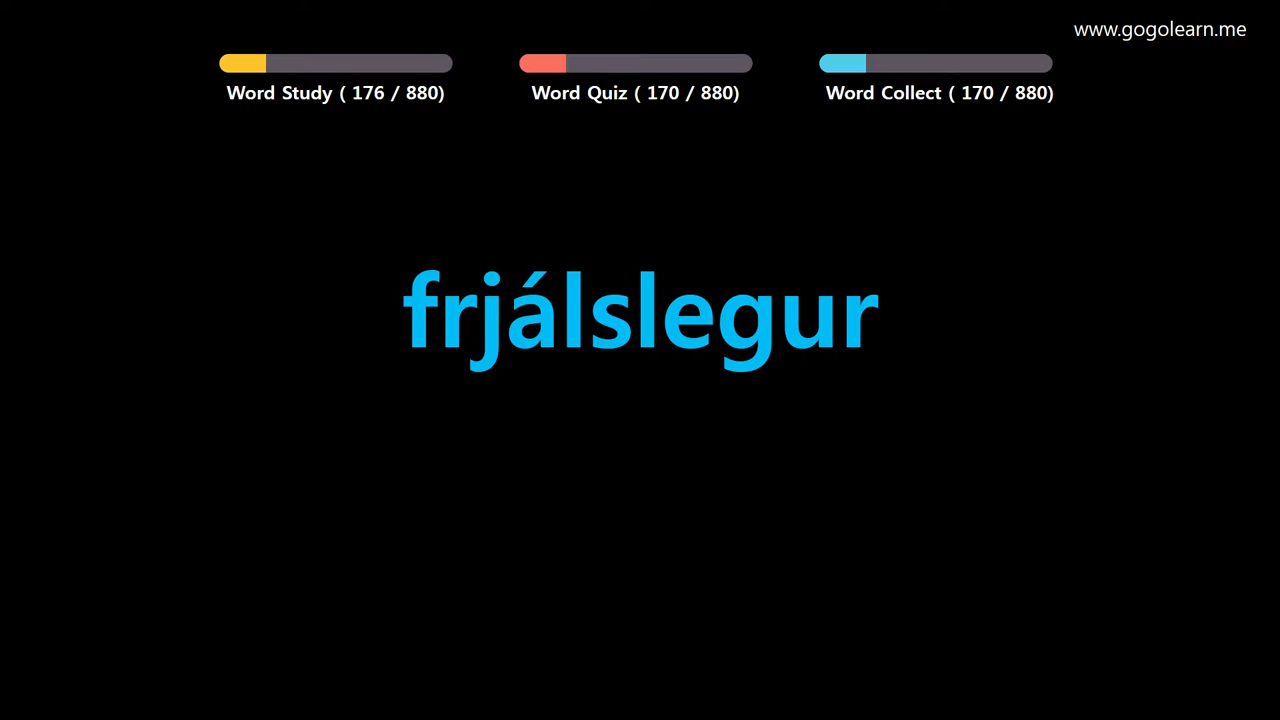 www.gogolearn.me
Word Study ( 176 / 880)
Word Quiz ( 170 / 880)
Word Collect ( 170 / 880)
frjálslegur